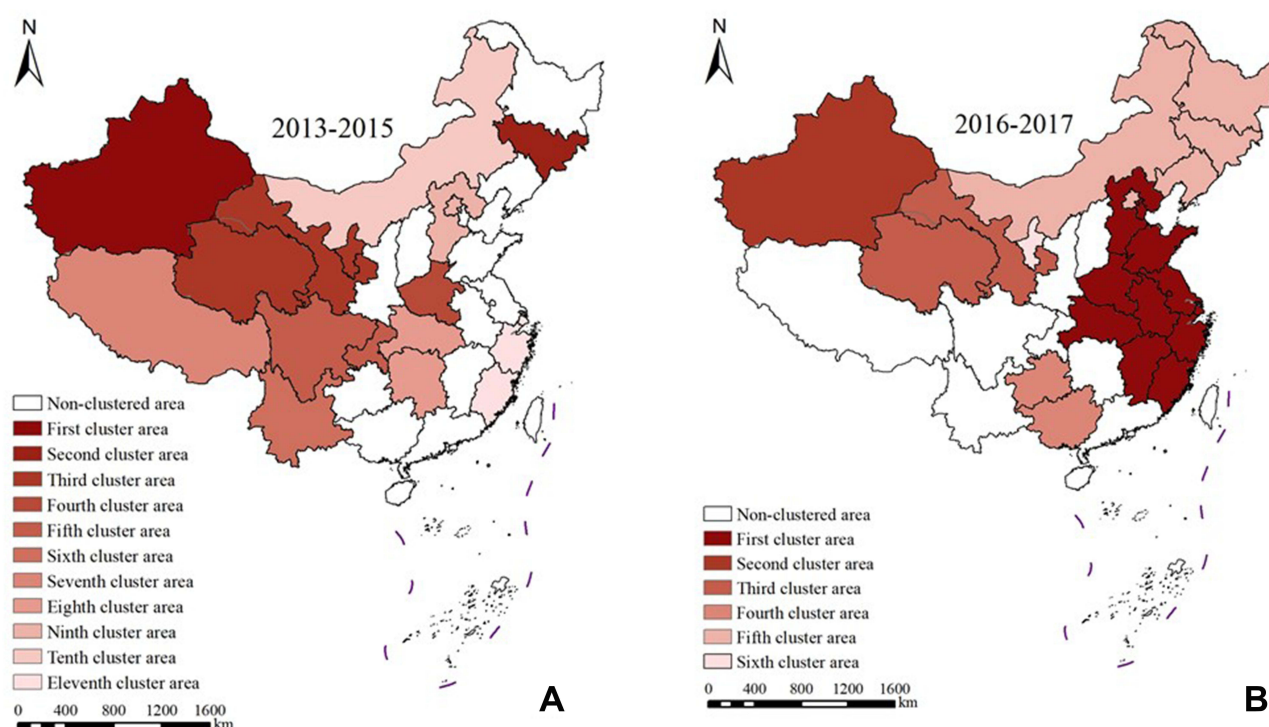 N
2013-2015
Non-clustered area
First cluster area
Second cluster area
Third cluster area
Fourth cluster area
Fifth cluster area
Sixth cluster area
Seventh cluster area
Eighth cluster area
Ninth cluster area
Tenth cluster area
Eleventh cluster area
0 400 800 1200 1600
km
A
N
2016-2017
Non-clustered area
First cluster area
Second cluster area
Third cluster area
Fourth cluster area
Fifth cluster area
Sixth cluster area
0 400 800 1200 1600
km
B